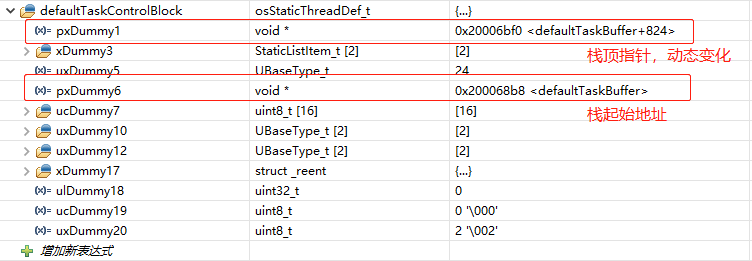 defaultTaskControlBlock osStaticThreadDef_t {...}
(x)= pxDummy1 void * 0x20006bf0 <defaultTaskBuffer+824>
栈顶指针，动态变化
xDummy3 StaticListItem_t [2] [2]
uxDummy5 UBaseType_t 24
(x)= pxDummy6 void * 0x200068b8 <defaultTaskBuffer>
栈起始地址
ucDummy7 uint8_t [16] [16]
uxDummy10 UBaseType_t [2] [2]
uxDummy12 UBaseType_t [2] [2]
xDummy17 struct _reent {...}
(x)= ulDummy18 uint32_t 0
(x)= ucDummy19 uint8_t 0 '\000'
(x)= uxDummy20 uint8_t 2 '\002'
增加新表达式